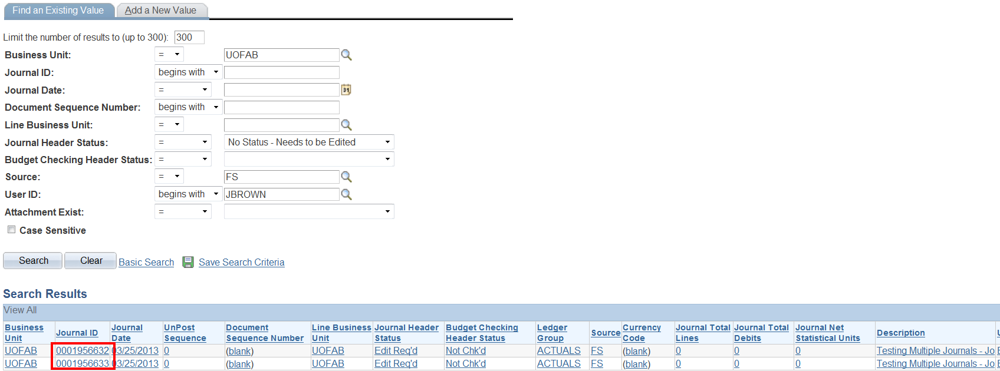 Find an Existing Value Add a New Value
Limit the number of results to (up to 300): 300
Business Unit: = UOFAB
Journal ID: begins with
Journal Date: = 31
Document Sequence Number: begins with
Line Business Unit: =
Journal Header Status: = No Status - Needs to be Edited
Budget Checking Header Status: =
Source: = FS
User ID: begins with JBROWN
Attachment Exist: =
Case Sensitive
Search Clear Basic Search Save Search Criteria
Search Results
View All
Business Unit Journal ID Journal Date UnPost Sequence Document Sequence Number Line Business Unit Journal Header Status Budget Checking Header Status Ledger Group Source Currency Code Journal Total Lines Journal Total Debits Journal Net Statistical Units Description
UOFAB 0001956632 03/25/2013 0 (blank) UOFAB Edit Req'd Not Chk'd ACTUALS FS (blank) 0 0 0 Testing Multiple Journals - Jo
UOFAB 0001956633 03/25/2013 0 (blank) UOFAB Edit Req'd Not Chk'd ACTUALS FS (blank) 0 0 0 Testing Multiple Journals - Jo